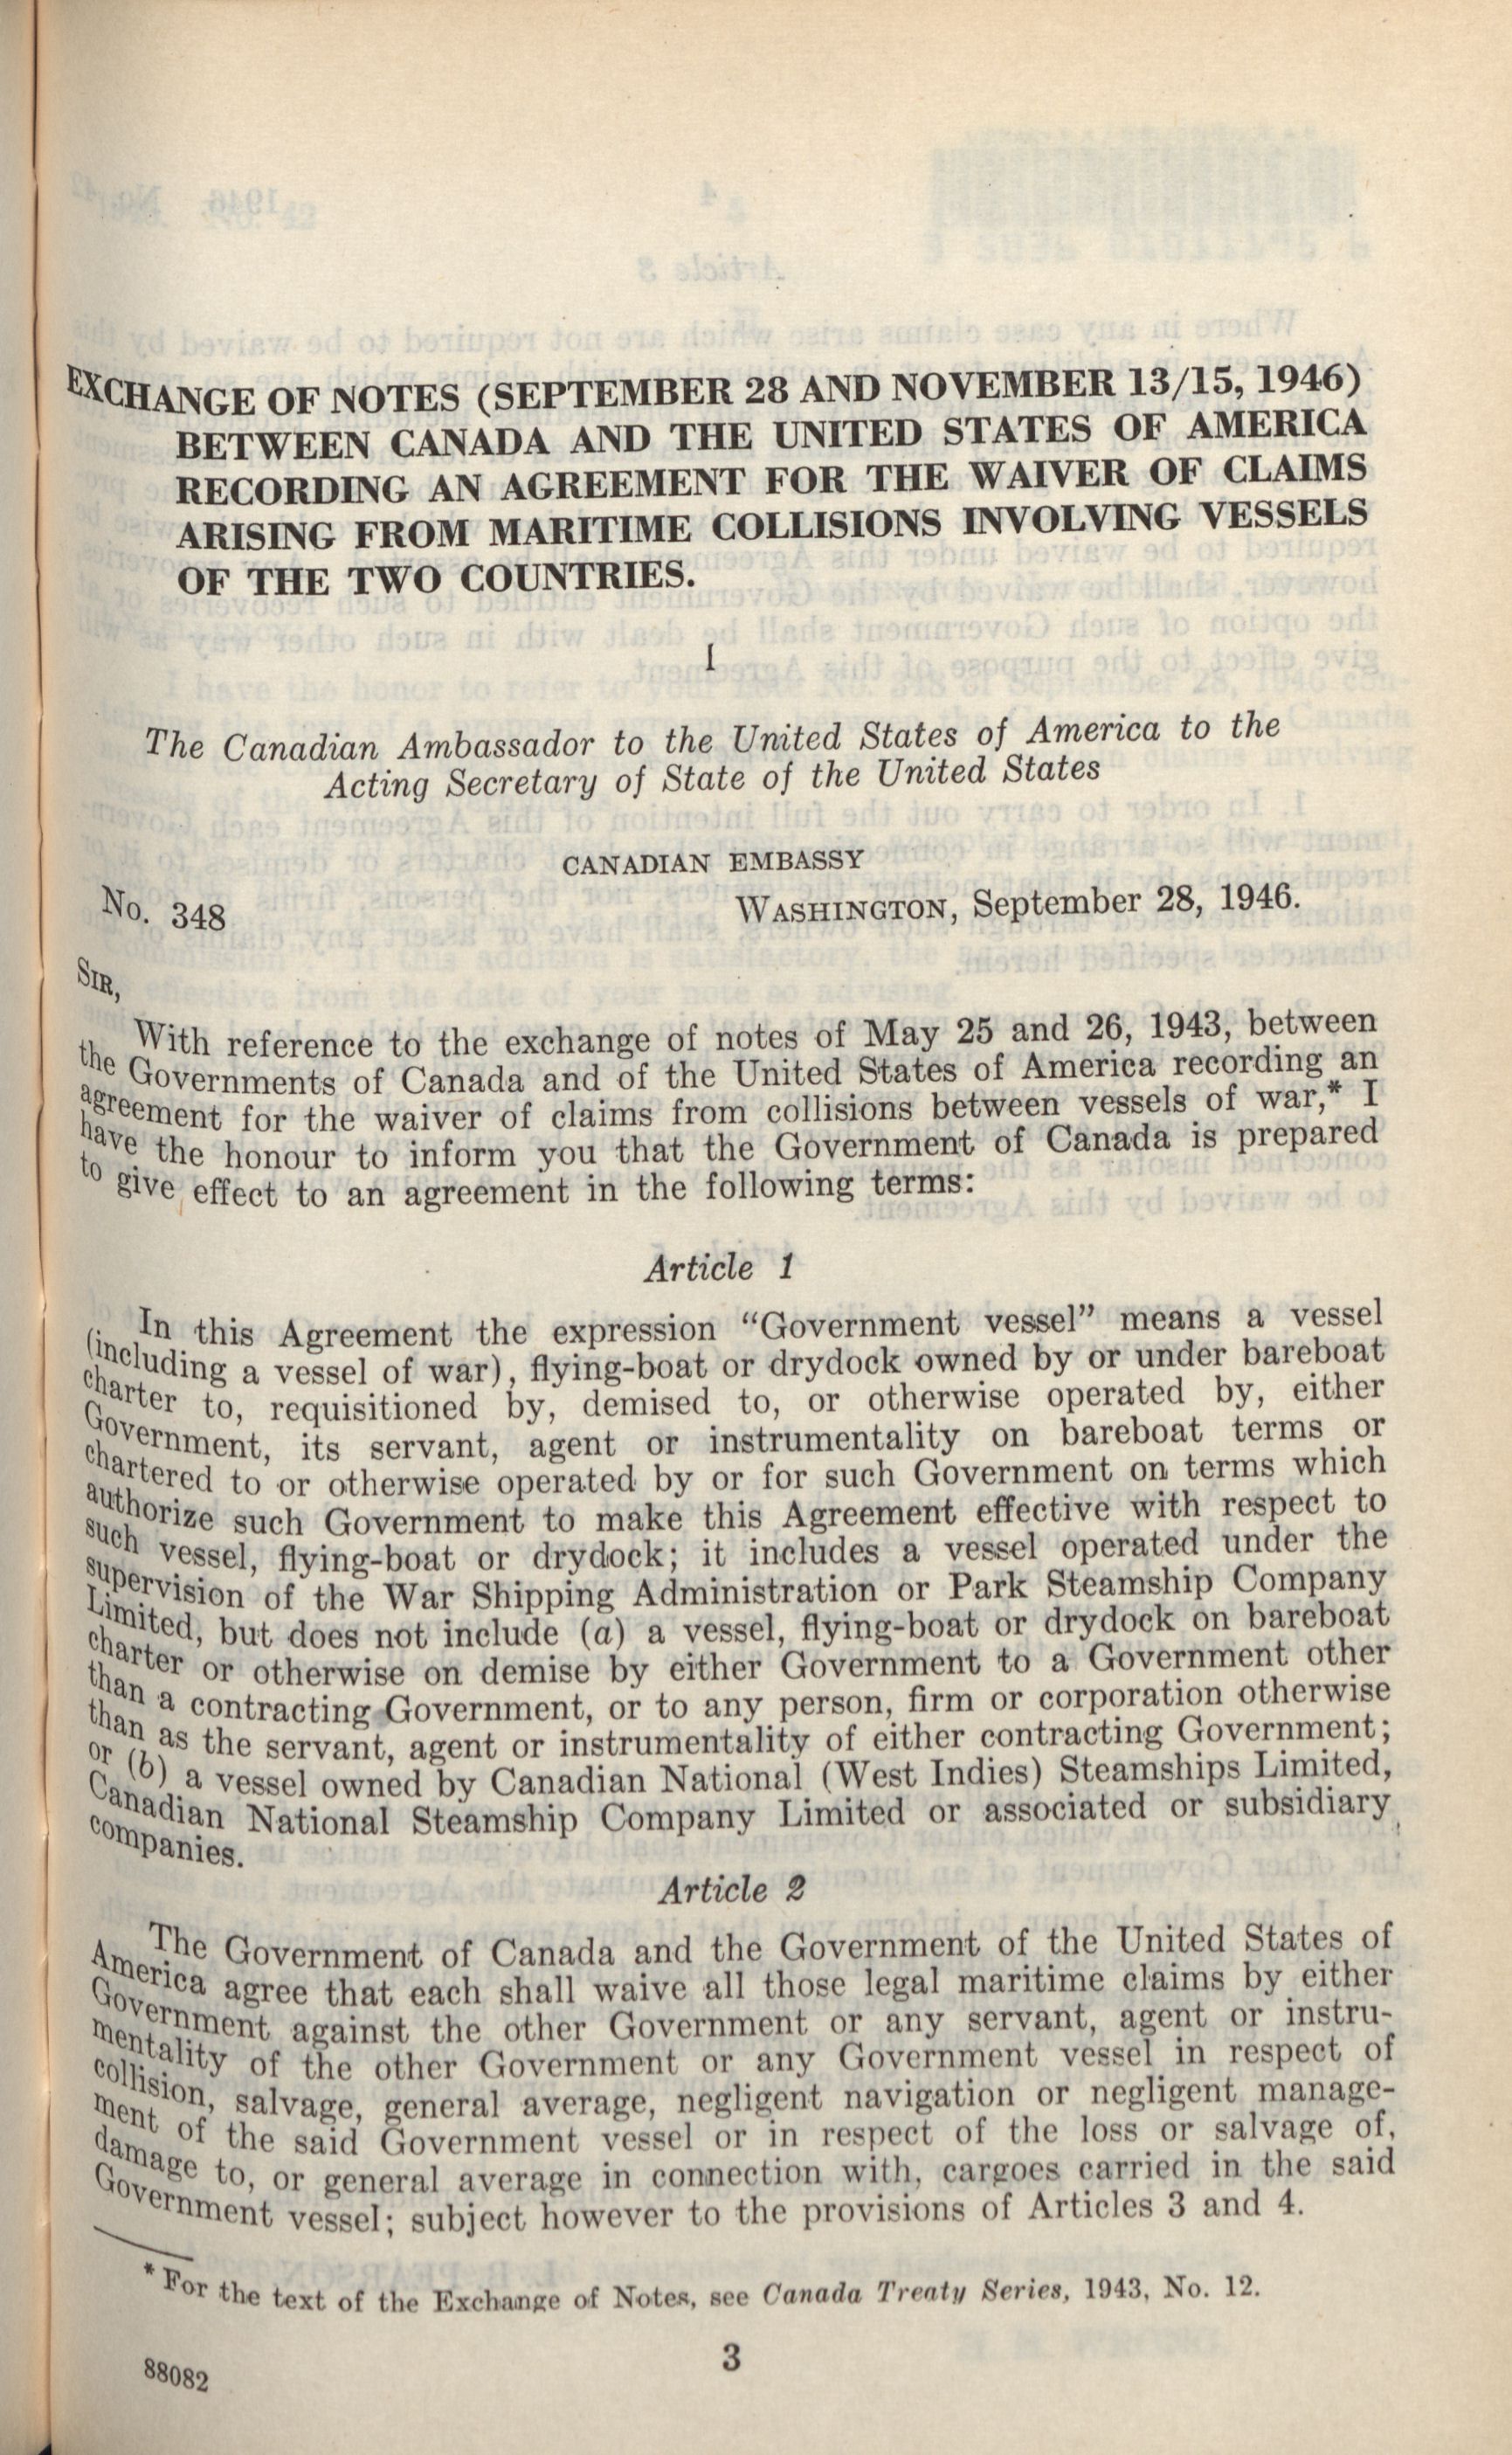 EXCHANGE OF NOTES (SEPTEMBER 28 AND NOVEMBER 13/15, 1946)
BETWEEN CANADA AND THE UNITED STATES OF AMERICA
RECORDING AN AGREEMENT FOR THE WAIVER OF CLAIMS
ARISING FROM MARITIME COLLISIONS INVOLVING VESSELS
OF THE TWO COUNTRIES.
I
The Canadian Ambassador to the United States of America to the
Acting Secretary of State of the United States
CANADIAN EMBASSY
No. 348 WASHINGTON, September 28, 1946.
SIR,
With reference to the exchange of notes of May 25 and 26, 1943, between
the Governments of Canada and of the United States of America recording an
agreement for the waiver of claims from collisions between vessels of war,* I
have the honour to inform you that the Government of Canada is prepared
to give effect to an agreement in the following terms:
Article 1
In this Agreement the expression “Government vessel” means a vessel
(including a vessel of war), flying-boat or drydock owned by or under bareboat
charter to, requisitioned by, demised to, or otherwise operated by, either
Government, its servant, agent or instrumentality on bareboat terms or
chartered to or otherwise operated by or for such Government on terms which
authorize such Government to make this Agreement effective with respect to
such vessel, flying-boat or drydock; it includes a vessel operated under the
supervision of the War Shipping Administration or Park Steamship Company
Limited, but does not include (a) a vessel, flying-boat or drydock on bareboat
charter or otherwise on demise by either Government to a Government other
than a contracting Government, or to any person, firm or corporation otherwise
than as the servant, agent or instrumentality of either contracting Government;
or (b) a vessel owned by Canadian National (West Indies) Steamships Limited,
Canadian National Steamship Company Limited or associated or subsidiary
companies.
Article 2
The Government of Canada and the Government of the United States of
America agree that each shall waive all those legal maritime claims by either
Government against the other Government or any servant, agent or instru-
mentality of the other Government or any Government vessel in respect of
collision, salvage, general average, negligent navigation or negligent manage-
ment of the said Government vessel or in respect of the loss or salvage of,
damage to, or general average in connection with, cargoes carried in the said
Government vessel; subject however to the provisions of Articles 3 and 4.
* For the text of the Exchange of Notes, see Canada Treaty Series, 1943, No. 12.
3
88082